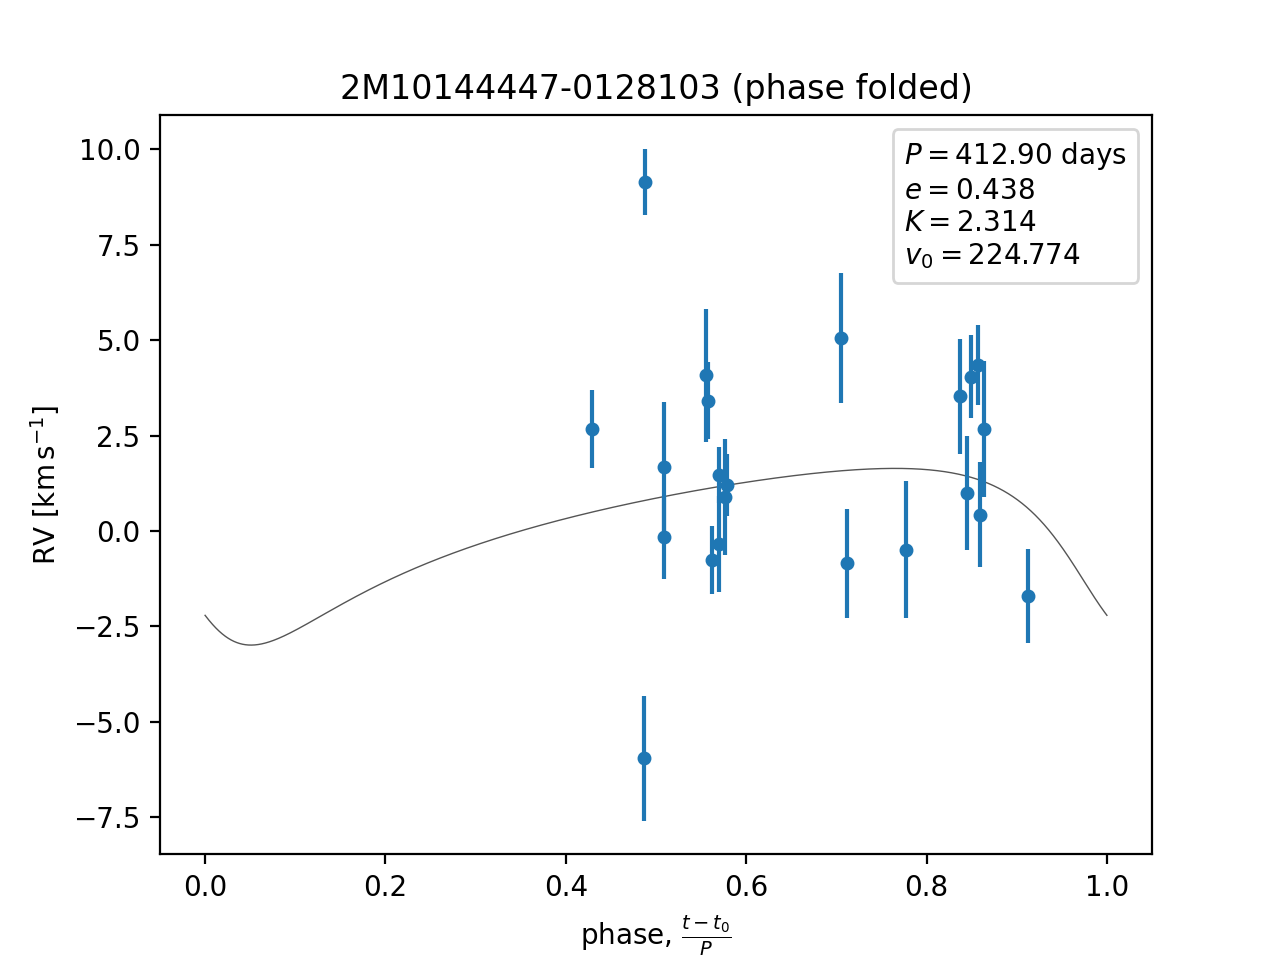 2M10144447-0128103 (phase folded)
P = 412.90 days
e = 0.438
K = 2.314
v₀ = 224.774
10.0
7.5
5.0
2.5
0.0
−2.5
−5.0
−7.5
RV [km s⁻¹]
0.0 0.2 0.4 0.6 0.8 1.0
phase, (t − t₀)/P